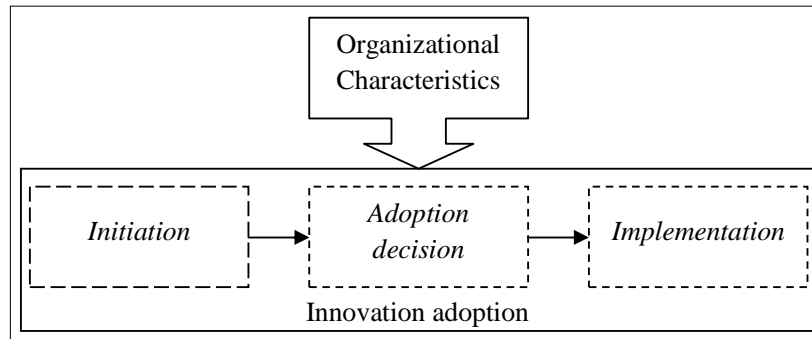 Organizational
Characteristics
Initiation
Adoption
decision
Implementation
Innovation adoption